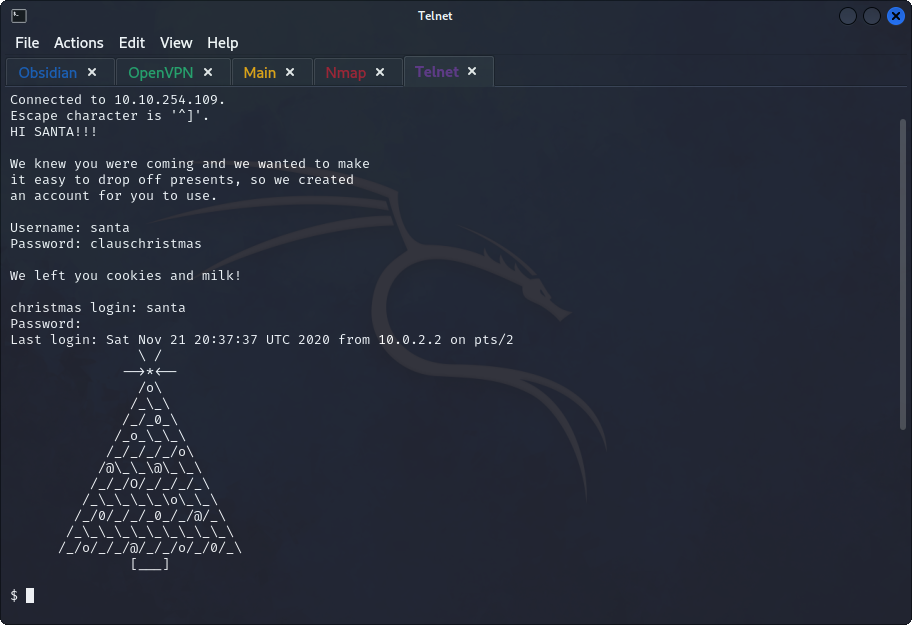 Telnet
File Actions Edit View Help
Obsidian × OpenVPN × Main × Nmap × Telnet ×
Connected to 10.10.254.109.
Escape character is '^]'.
HI SANTA!!!
We knew you were coming and we wanted to make
it easy to drop off presents, so we created
an account for you to use.
Username: santa
Password: clauschristmas
We left you cookies and milk!
christmas login: santa
Password:
Last login: Sat Nov 21 20:37:37 UTC 2020 from 10.0.2.2 on pts/2
                \ /
              -->*<--
                /o\
               /_\_\
              /_/_0_\
             /_o_\_\_\
            /_/_/_/_/o\
           /@\_\_\@\_\_\
          /_/_/O/_/_/_/_\
         /_\_\_\_\_\o\_\_\
        /_/0/_/_/_0_/_/@/_\
       /_\_\_\_\_\_\_\_\_\_\
      /_/o/_/_/@/_/_/o/_/0/_\
               [___]
$